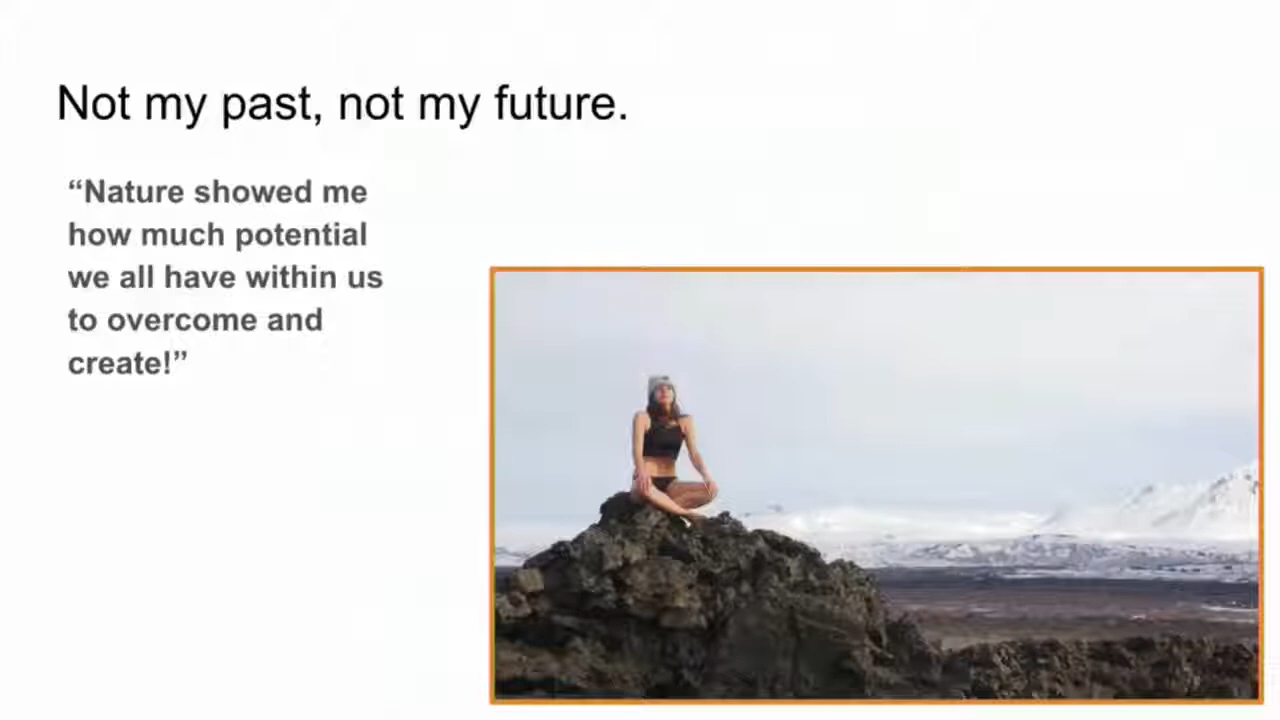 Not my past, not my future.
“Nature showed me
how much potential
we all have within us
to overcome and
create!”